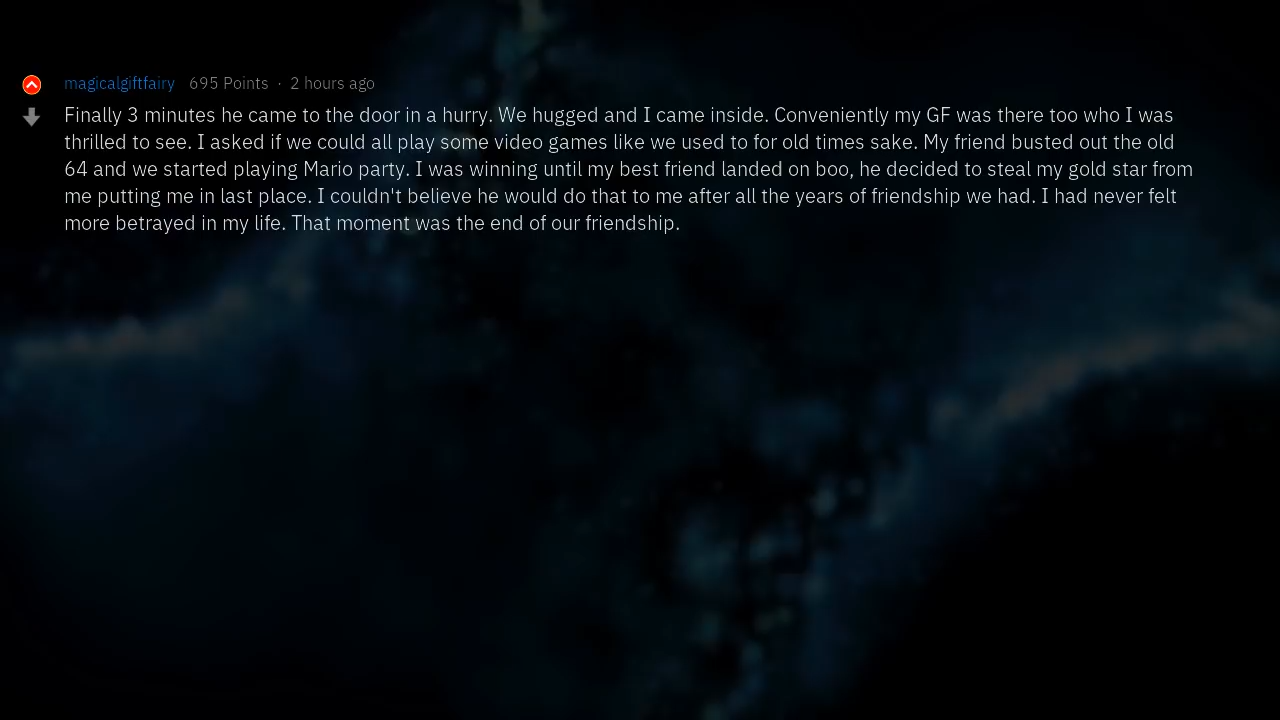 magicalgiftfairy 695 Points · 2 hours ago
Finally 3 minutes he came to the door in a hurry. We hugged and I came inside. Conveniently my GF was there too who I was
thrilled to see. I asked if we could all play some video games like we used to for old times sake. My friend busted out the old
64 and we started playing Mario party. I was winning until my best friend landed on boo, he decided to steal my gold star from
me putting me in last place. I couldn't believe he would do that to me after all the years of friendship we had. I had never felt
more betrayed in my life. That moment was the end of our friendship.